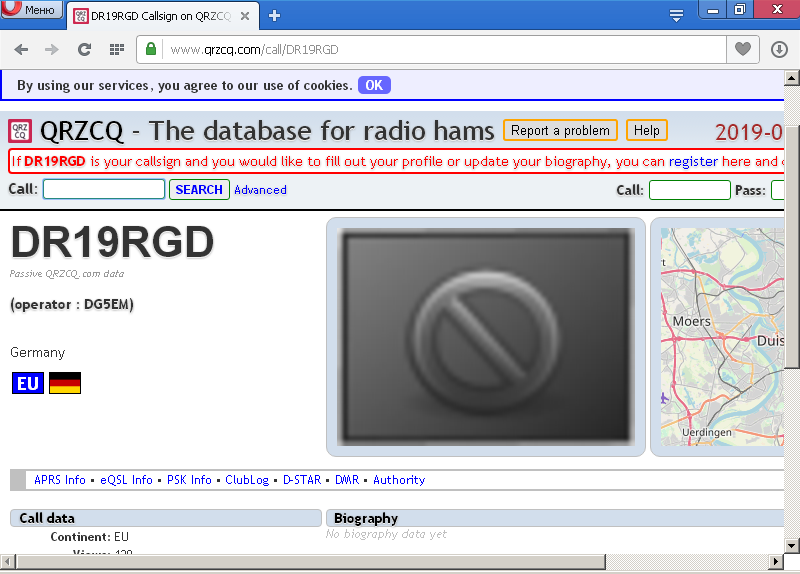 Меню
DR19RGD Callsign on QRZC
www.qrzcq.com/call/DR19RGD
By using our services, you agree to our use of cookies. OK
QRZ CQ
QRZCQ - The database for radio hams Report a problem Help 2019-0
If DR19RGD is your callsign and you would like to fill out your profile or update your biography, you can register here and
Call: SEARCH Advanced Call: Pass:
DR19RGD
Passive QRZCQ.com data
(operator : DG5EM)
Germany
EU
Moers
Duis
Uerdingen
APRS Info • eQSL Info • PSK Info • ClubLog • D-STAR • DMR • Authority
Call data Biography
Continent: EU No biography data yet